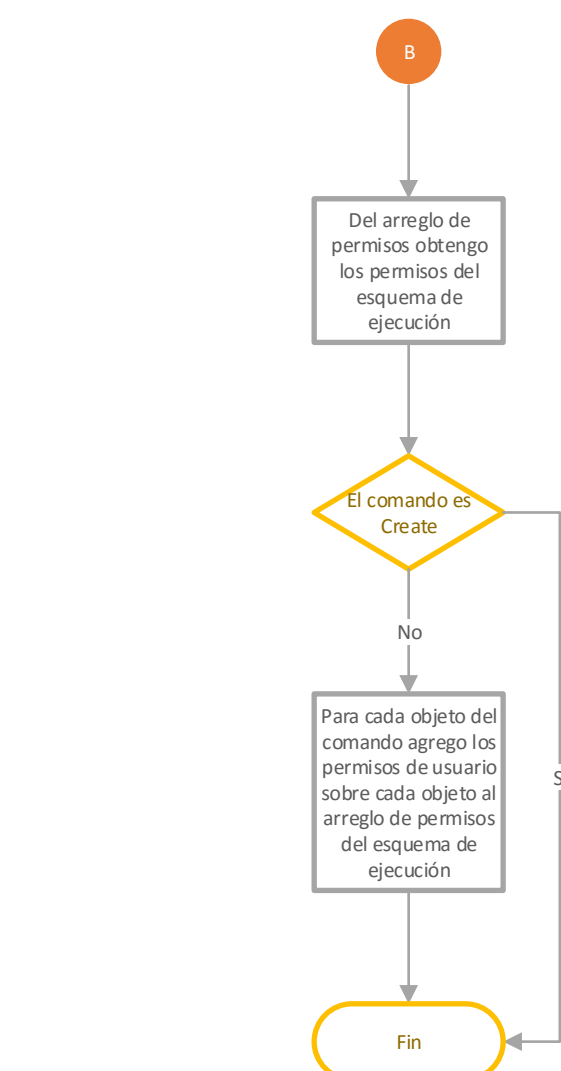 B
Del arreglo de
permisos obtengo
los permisos del
esquema de
ejecución
El comando es
Create
No
Para cada objeto del
comando agrego los
permisos de usuario
sobre cada objeto al
arreglo de permisos
del esquema de
ejecución
Fin